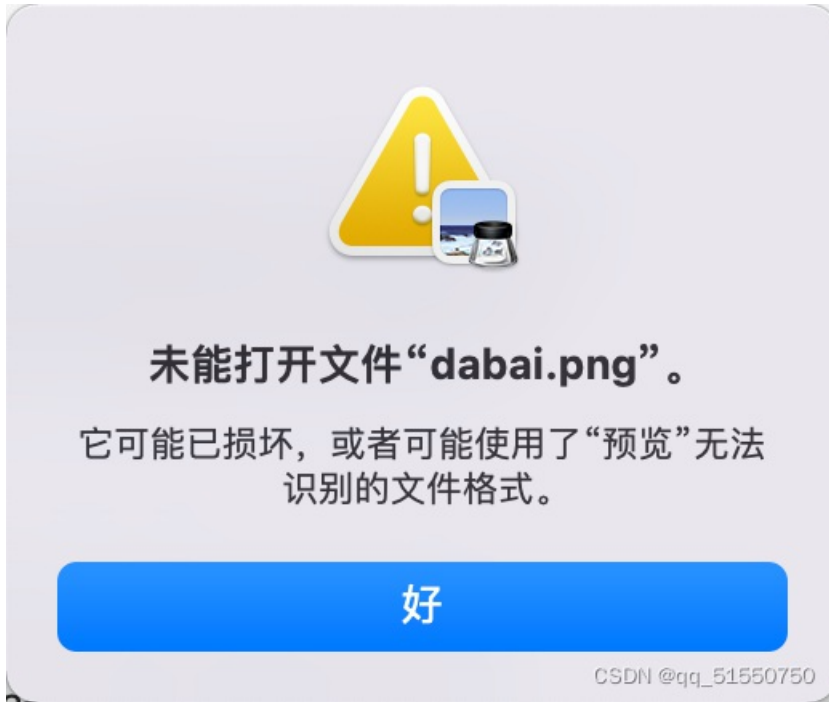 未能打开文件“dabai.png”。
它可能已损坏，或者可能使用了“预览”无法
识别的文件格式。
好
CSDN @qq_51550750